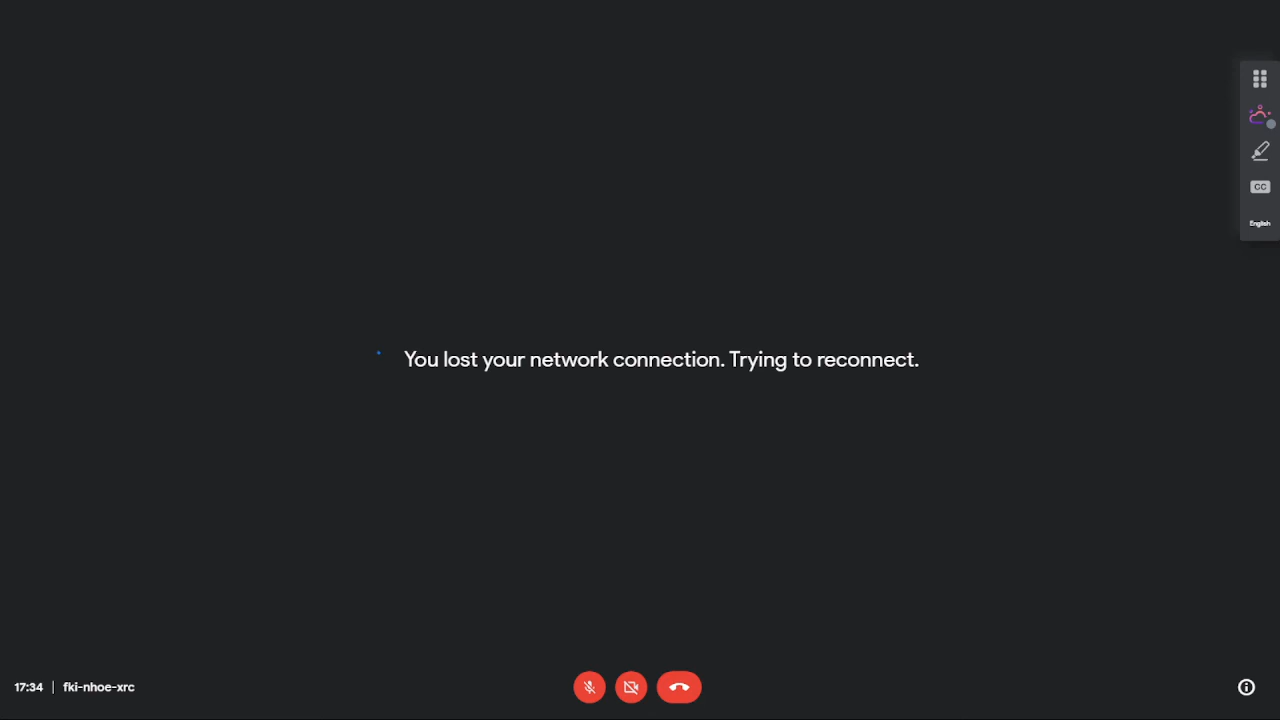 CC
English
You lost your network connection. Trying to reconnect.
17:34 | fki-nhoe-xrc